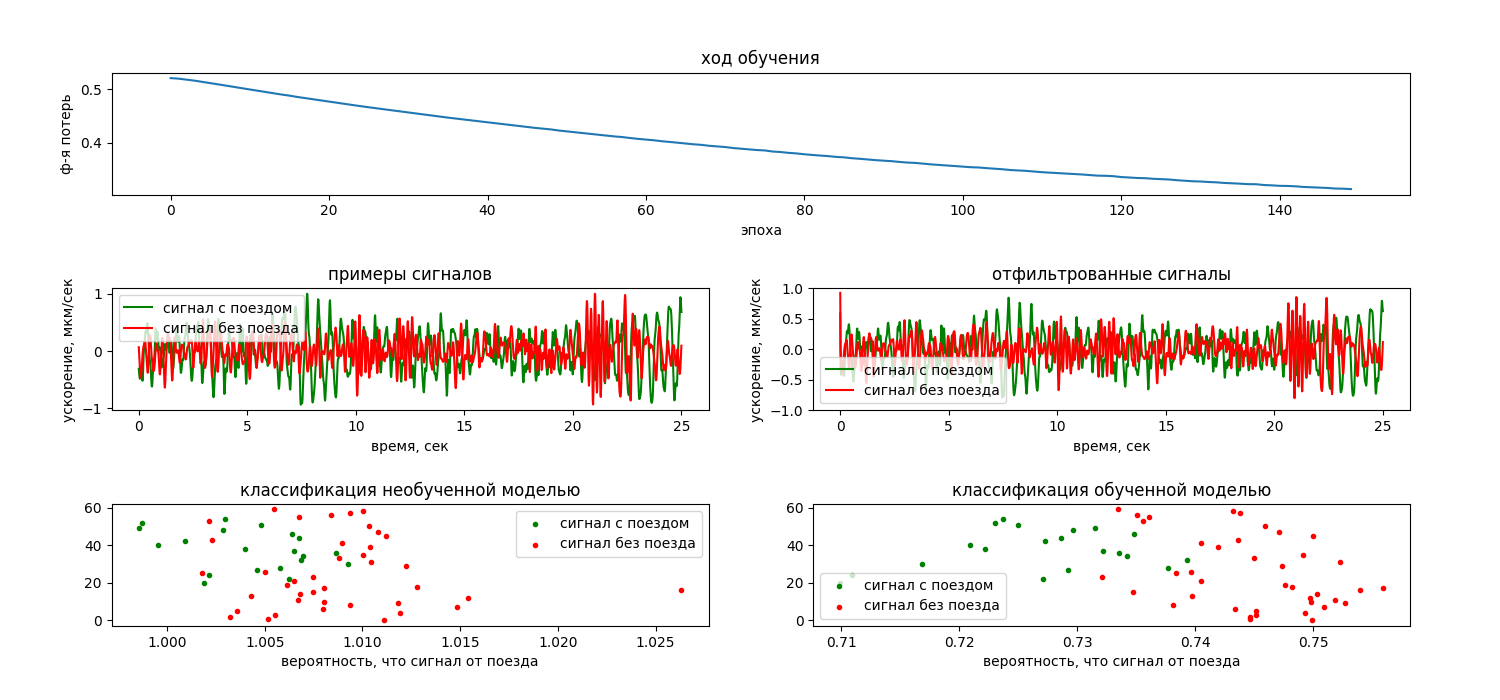 ход обучения
0.5
0.4
ф-я потерь
0 20 40 60 80 100 120 140
эпоха
примеры сигналов
1
0
−1
ускорение, мкм/сек
сигнал с поездом
сигнал без поезда
0 5 10 15 20 25
время, сек
отфильтрованные сигналы
1.0
0.5
0.0
−0.5
−1.0
ускорение, мкм/сек
сигнал с поездом
сигнал без поезда
0 5 10 15 20 25
время, сек
классификация необученной моделью
60
40
20
0
сигнал с поездом
сигнал без поезда
1.000 1.005 1.010 1.015 1.020 1.025
вероятность, что сигнал от поезда
классификация обученной моделью
60
40
20
0
сигнал с поездом
сигнал без поезда
0.71 0.72 0.73 0.74 0.75
вероятность, что сигнал от поезда